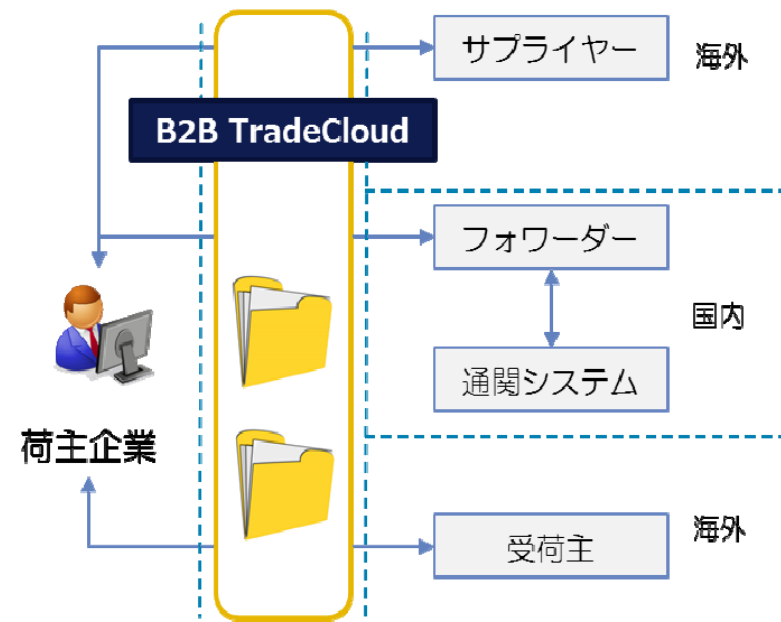 サプライヤー
海外
B2B TradeCloud
フォワーダー
国内
通関システム
荷主企業
受荷主
海外